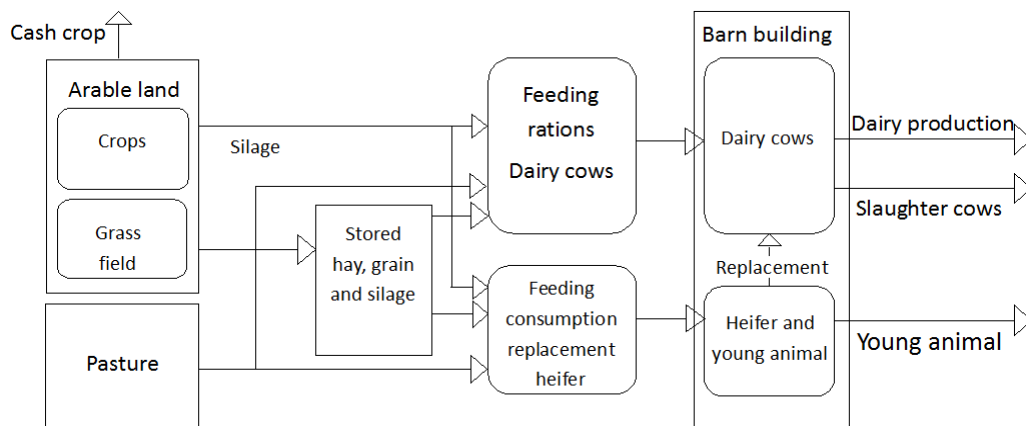 Cash crop
Arable land
Crops
Grass
field
Pasture
Silage
Stored
hay, grain
and silage
Feeding
rations
Dairy cows
Feeding
consumption
replacement
heifer
Barn building
Dairy cows
Replacement
Heifer and
young animal
Dairy production
Slaughter cows
Young animal